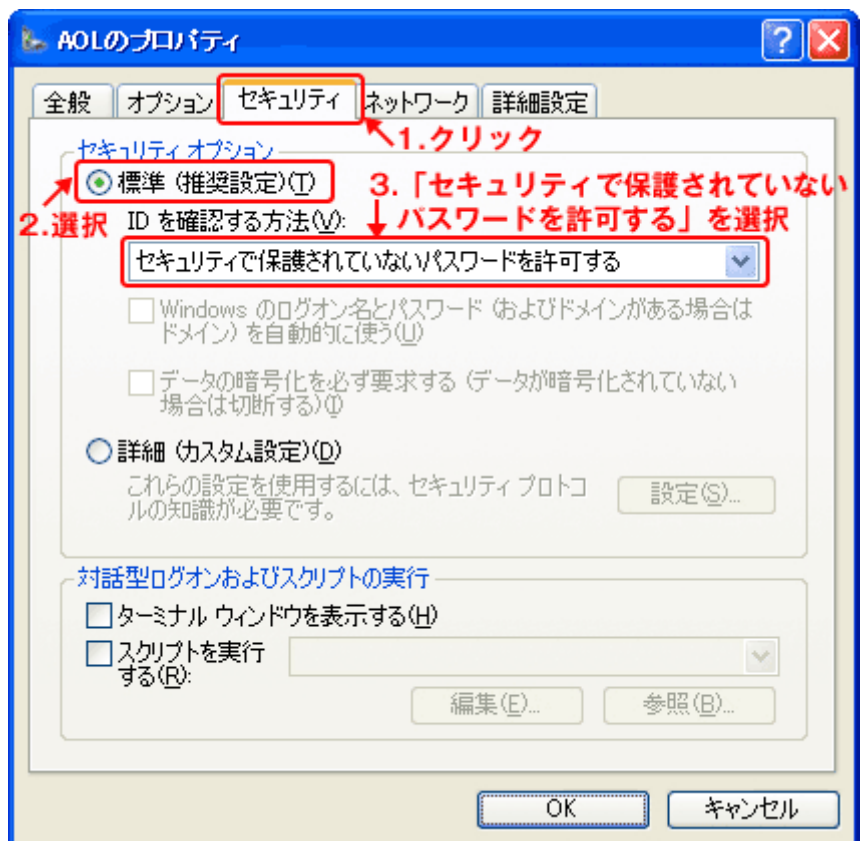 AOLのプロパティ
全般 オプション セキュリティ ネットワーク 詳細設定
1.クリック
セキュリティ オプション
標準 (推奨設定)(T)
2.選択
3.「セキュリティで保護されていない
パスワードを許可する」を選択
ID を確認する方法(V):
セキュリティで保護されていないパスワードを許可する
Windows のログオン名とパスワード (およびドメインがある場合は
ドメイン) を自動的に使う(U)
データの暗号化を必ず要求する (データが暗号化されていない
場合は切断する)(I)
詳細 (カスタム設定)(D)
これらの設定を使用するには、セキュリティ プロトコ
ルの知識が必要です。
設定(S)...
対話型ログオンおよびスクリプトの実行
ターミナル ウィンドウを表示する(H)
スクリプトを実行
する(R):
編集(E)... 参照(B)...
OK キャンセル